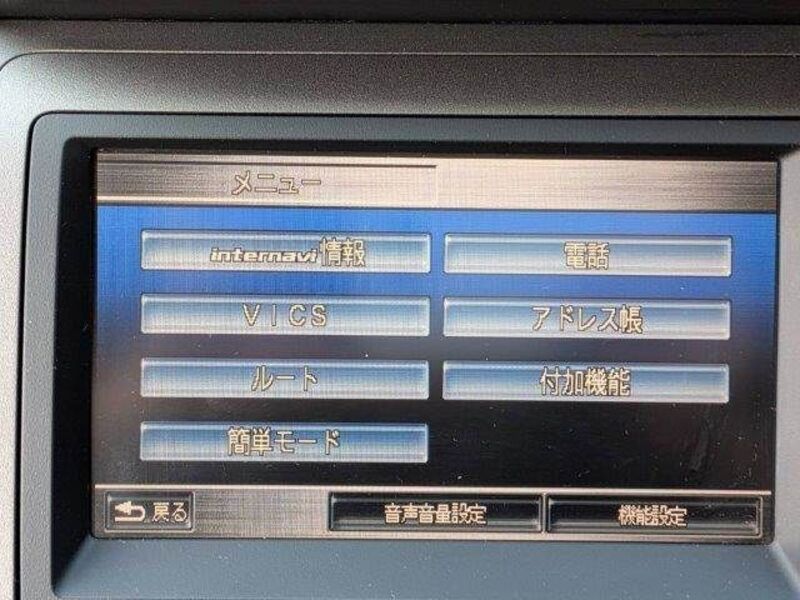 メニュー
internavi情報 電話
VICS アドレス帳
ルート 付加機能
簡単モード
戻る 音声音量設定 機能設定